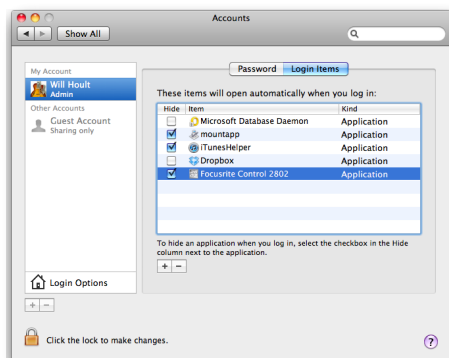 Accounts
Show All
My Account
Will Hoult
Admin
Other Accounts
Guest Account
Sharing only
Login Options
Password
Login Items
These items will open automatically when you log in:
Hide Item Kind
Microsoft Database Daemon Application
mountapp Application
iTunesHelper Application
Dropbox Application
Focusrite Control 2802 Application
To hide an application when you log in, select the checkbox in the Hide
column next to the application.
Click the lock to make changes.
?